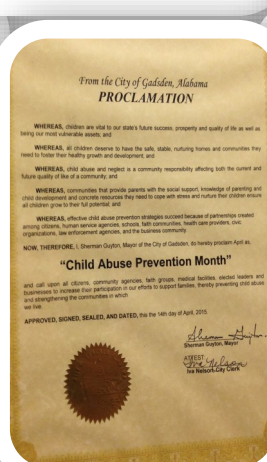 From the City of Gadsden, Alabama
PROCLAMATION
WHEREAS, children are vital to our state's future success, prosperity and quality of life as well as
being our most vulnerable assets; and
WHEREAS, all children deserve to have the safe, stable, nurturing homes and communities they
need to foster their healthy growth and development; and
WHEREAS, child abuse and neglect is a community responsibility affecting both the current and
future quality of like of a community; and
WHEREAS, communities that provide parents with the social support, knowledge of parenting and
child development and concrete resources they need to cope with stress and nurture their children ensure
all children grow to their full potential; and
WHEREAS, effective child abuse prevention strategies succeed because of partnerships created
among citizens, human service agencies, schools, faith communities, health care providers, civic
organizations, law enforcement agencies, and the business community
NOW, THEREFORE, I, Sherman Guyton, Mayor of the City of Gadsden, do hereby proclaim April as,
"Child Abuse Prevention Month"
and call upon all citizens, community agencies, faith groups, medical facilities, elected leaders and
businesses to increase their participation in our efforts to support families, thereby preventing child abuse
and strengthening the communities in which
we live.
APPROVED, SIGNED, SEALED, AND DATED, this the 14th day of April, 2015.
Sherman Guyton
Sherman Guyton, Mayor
ATTEST:
Iva Nelson
Iva Nelson-City Clerk